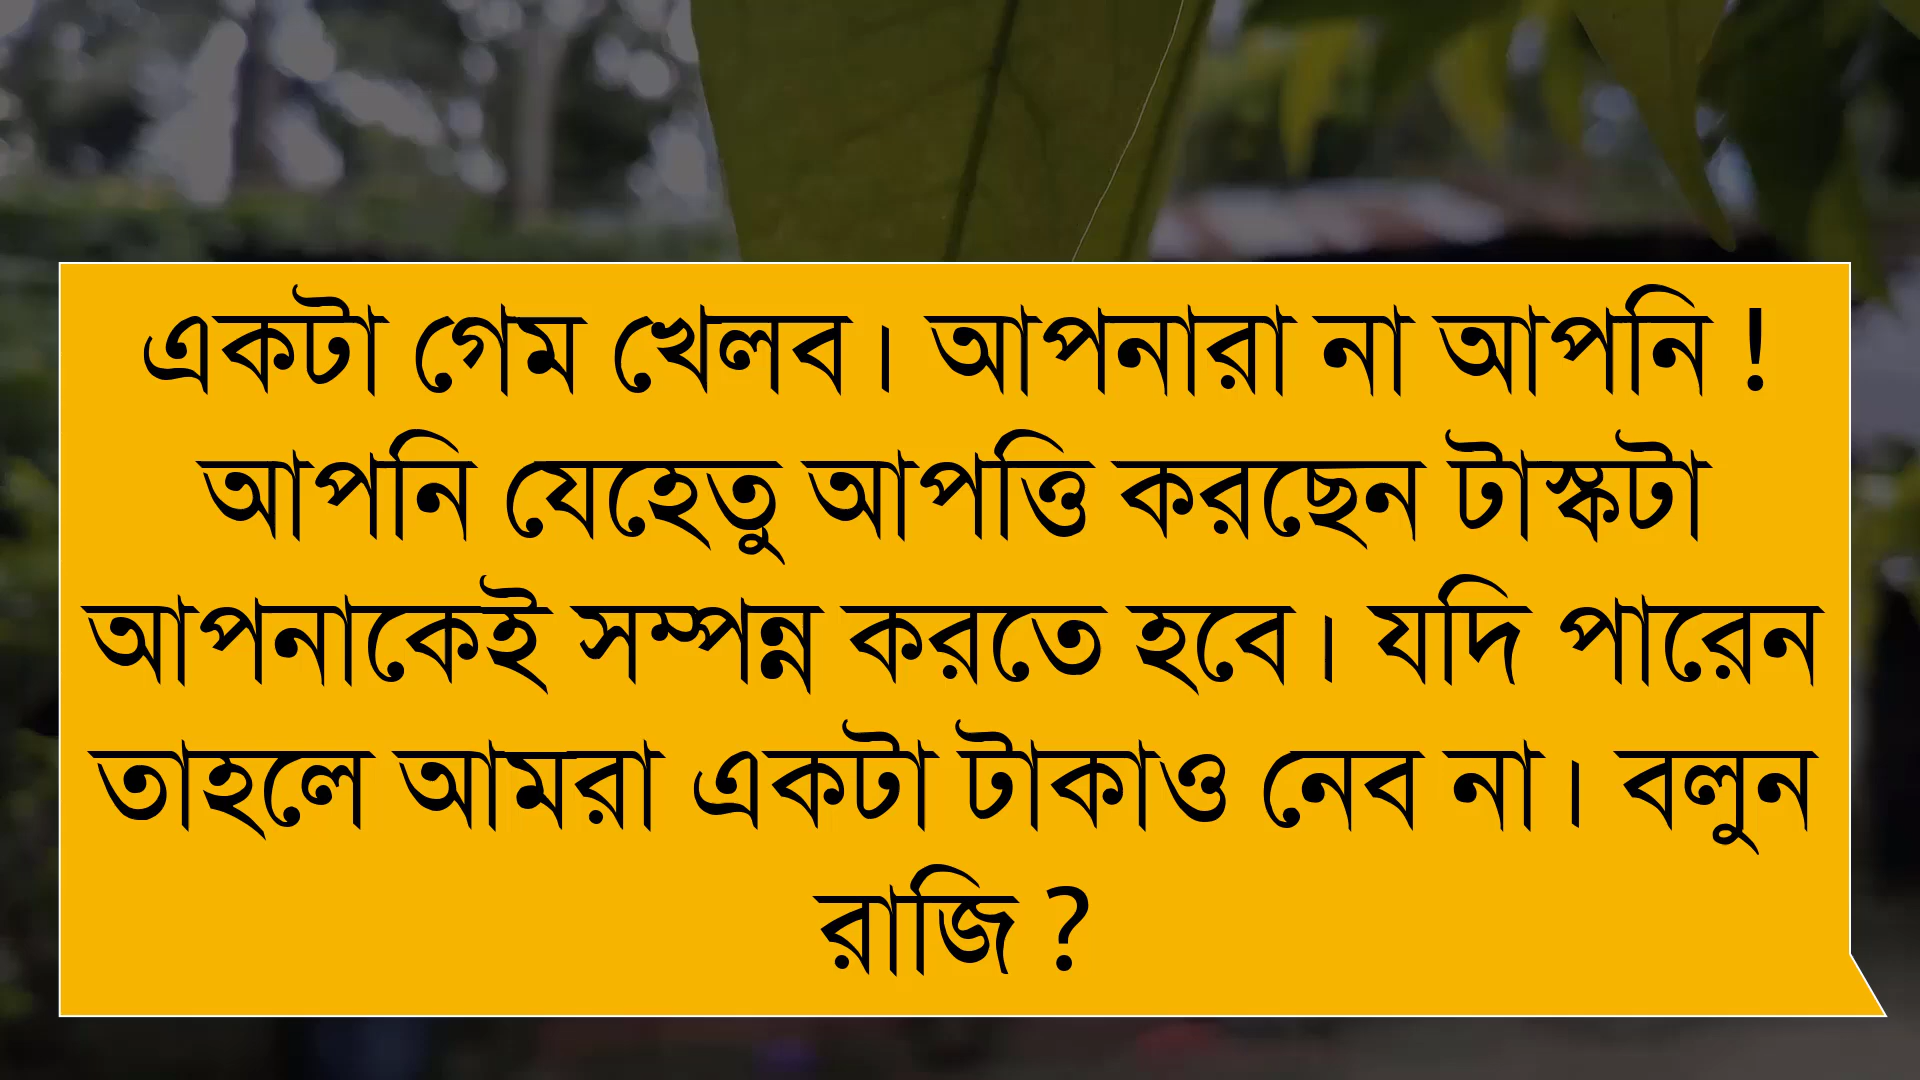 একটা গেম খেলব। আপনারা না আপনি !
আপনি যেহেতু আপত্তি করছেন টাস্কটা
আপনাকেই সম্পন্ন করতে হবে। যদি পারেন
তাহলে আমরা একটা টাকাও নেব না। বলুন
রাজি ?